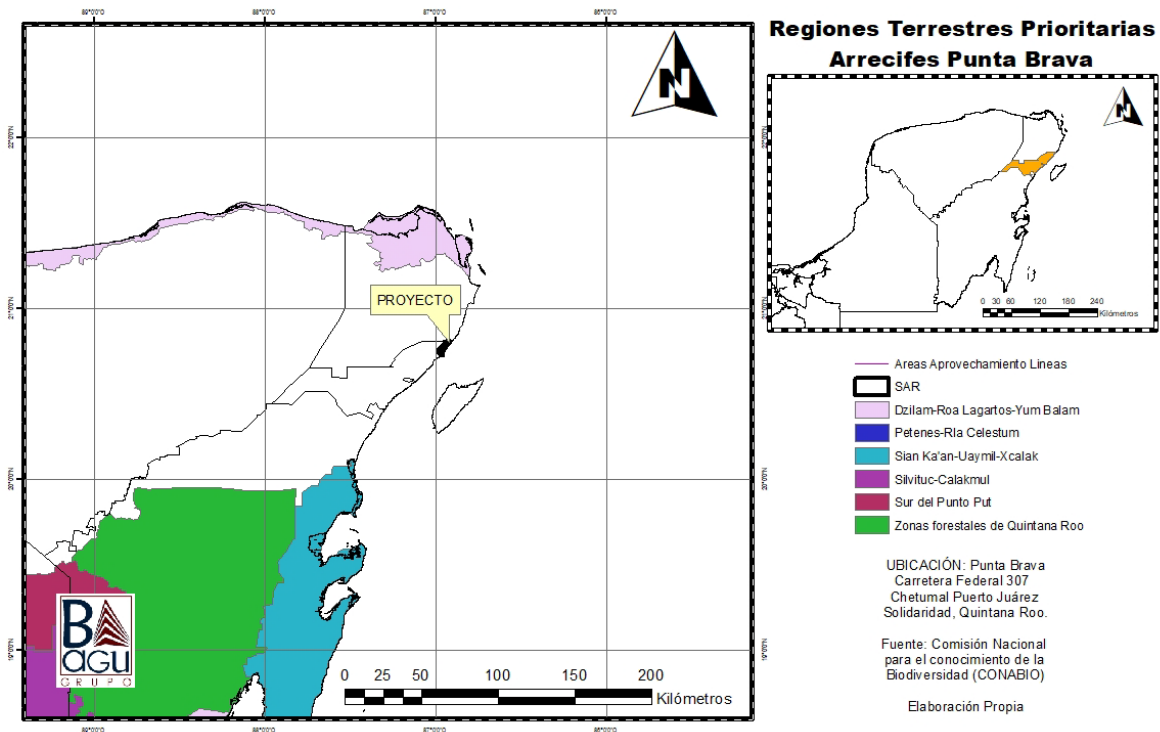 Regiones Terrestres Prioritarias
Arrecifes Punta Brava
N
N
PROYECTO
0 25 50 100 150 200
Kilómetros
0 30 60 120 180 240
Kilómetros
Areas Aprovechamiento Lineas
SAR
Dzilam-Roa Lagartos-Yum Balam
Petenes-RIa Celestum
Sian Ka'an-Uaymil-Xcalak
Silvituc-Calakmul
Sur del Punto Put
Zonas forestales de Quintana Roo
UBICACIÓN: Punta Brava
Carretera Federal 307
Chetumal Puerto Juárez
Solidaridad, Quintana Roo.
Fuente: Comisión Nacional
para el conocimiento de la
Biodiversidad (CONABIO)
Elaboración Propia
BAGU
GRUPO